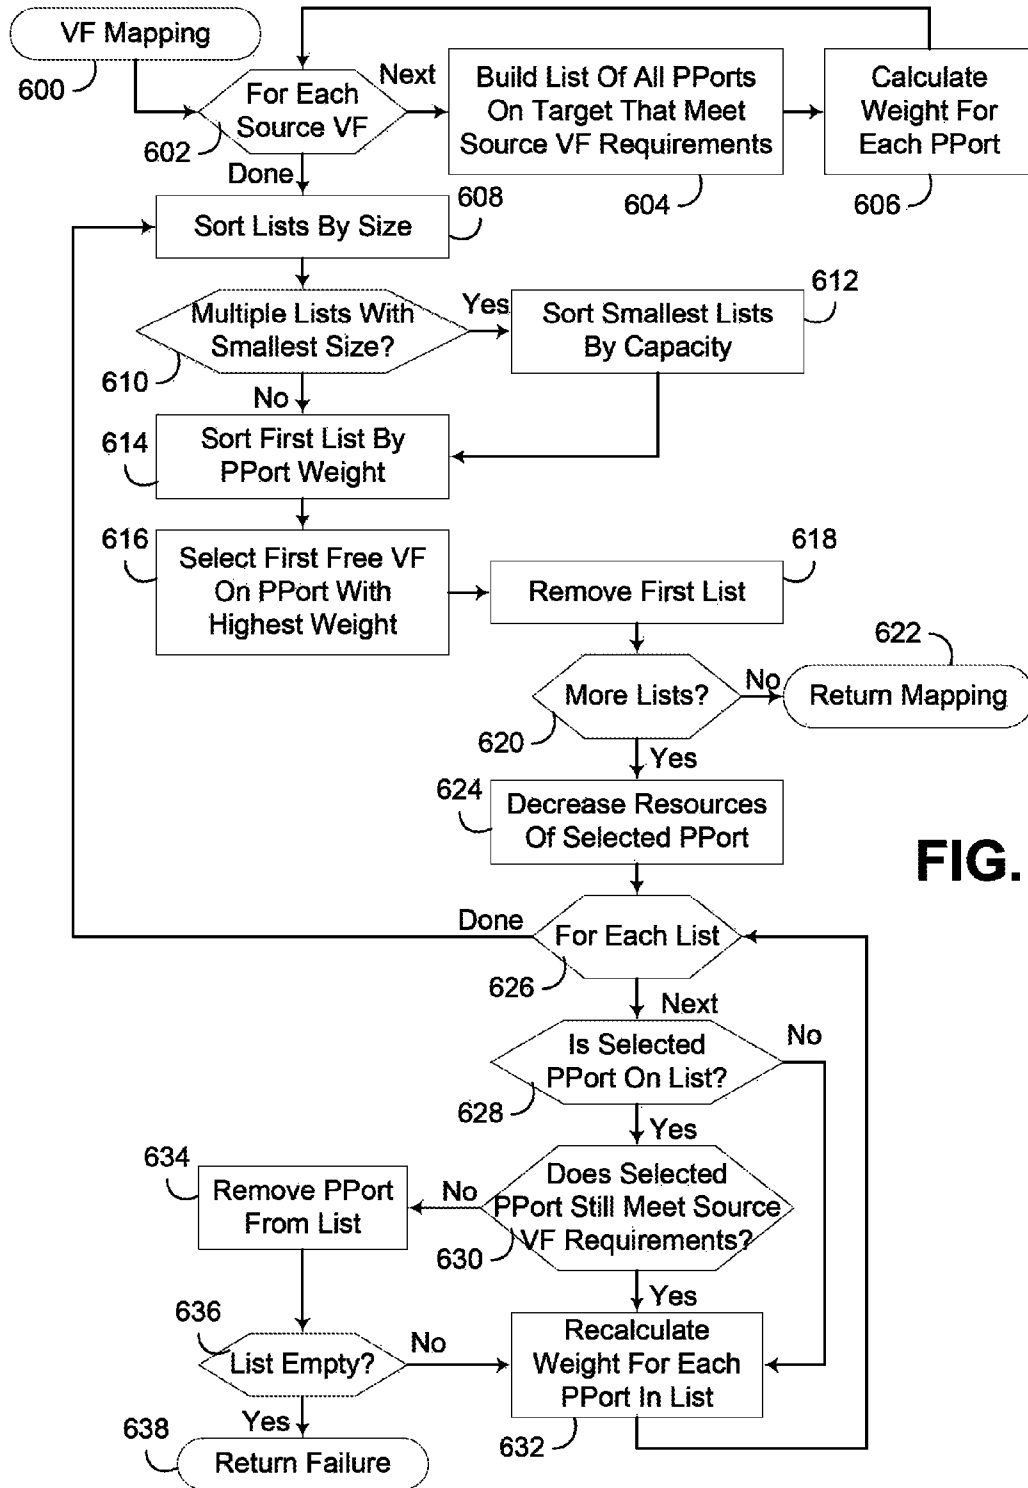 VF Mapping
600
For Each
Source VF
602
Next
Build List Of All PPorts
On Target That Meet
Source VF Requirements
604
Calculate
Weight For
Each PPort
606
Done
Sort Lists By Size
608
Multiple Lists With
Smallest Size?
610
Yes
Sort Smallest Lists
By Capacity
612
No
Sort First List By
PPort Weight
614
Select First Free VF
On PPort With
Highest Weight
616
Remove First List
618
More Lists?
620
No
Return Mapping
622
Yes
Decrease Resources
Of Selected PPort
624
FIG.
For Each List
626
Done
Next
Is Selected
PPort On List?
628
No
Yes
Does Selected
PPort Still Meet Source
VF Requirements?
630
No
Remove PPort
From List
634
Yes
Recalculate
Weight For Each
PPort In List
632
List Empty?
636
No
Yes
Return Failure
638